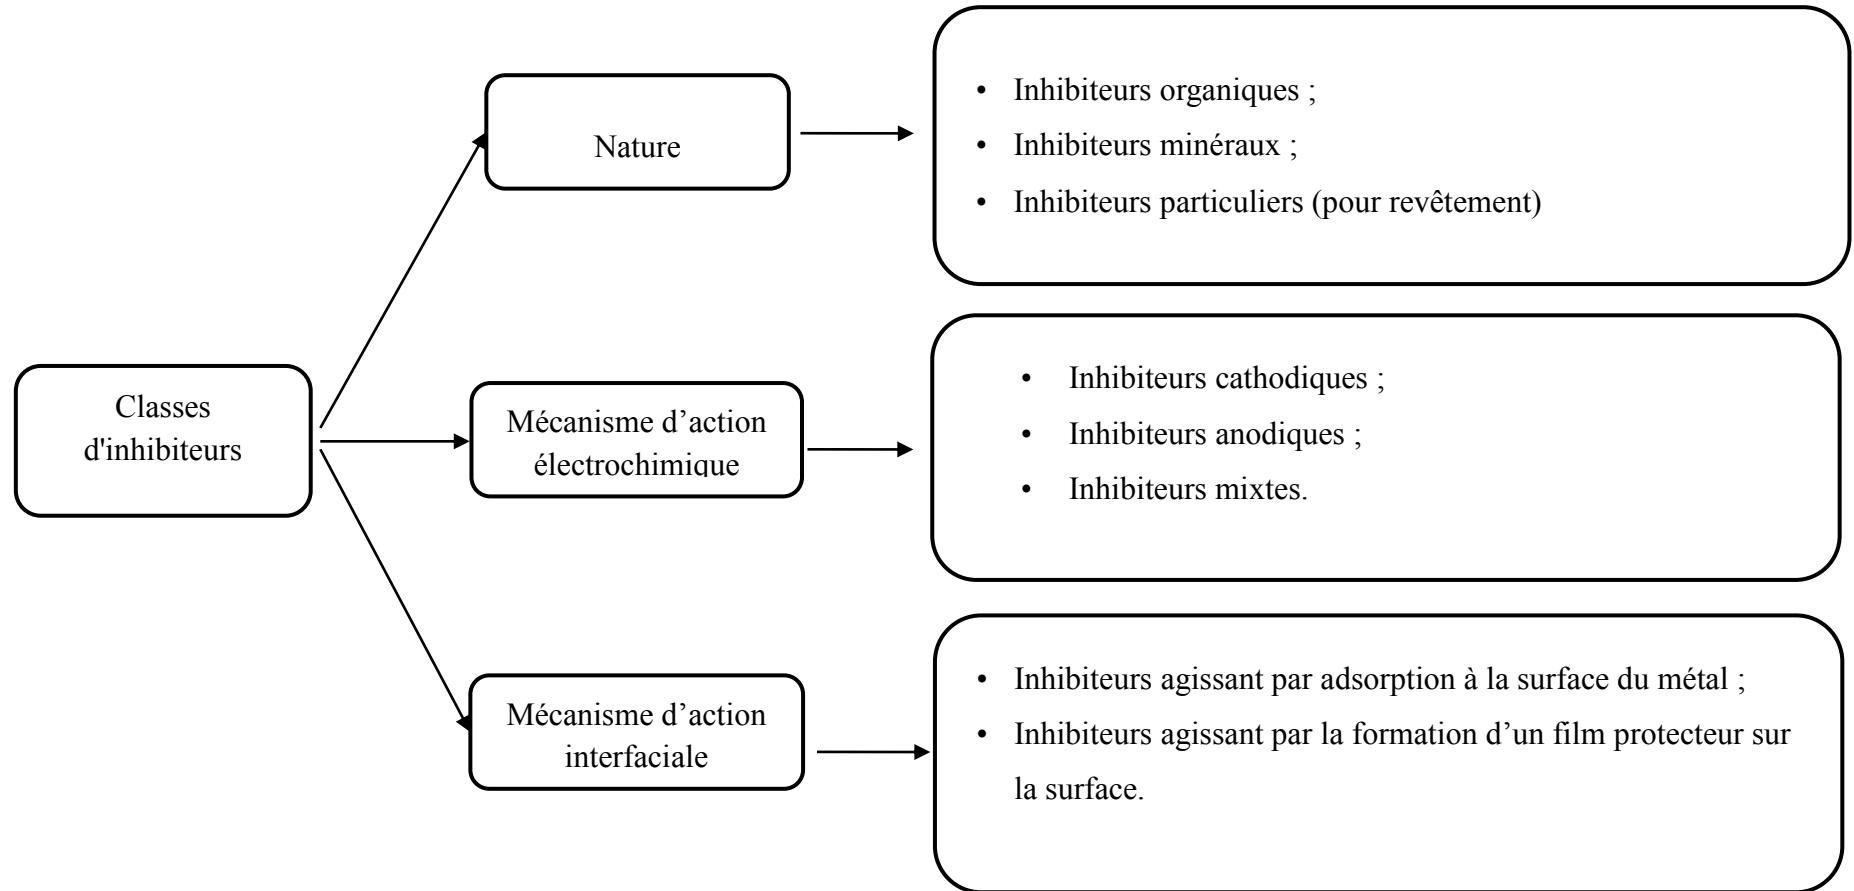 Classes
d'inhibiteurs
Nature
• Inhibiteurs organiques ;
• Inhibiteurs minéraux ;
• Inhibiteurs particuliers (pour revêtement)
Mécanisme d’action
électrochimique
• Inhibiteurs cathodiques ;
• Inhibiteurs anodiques ;
• Inhibiteurs mixtes.
Mécanisme d’action
interfaciale
• Inhibiteurs agissant par adsorption à la surface du métal ;
• Inhibiteurs agissant par la formation d’un film protecteur sur
la surface.